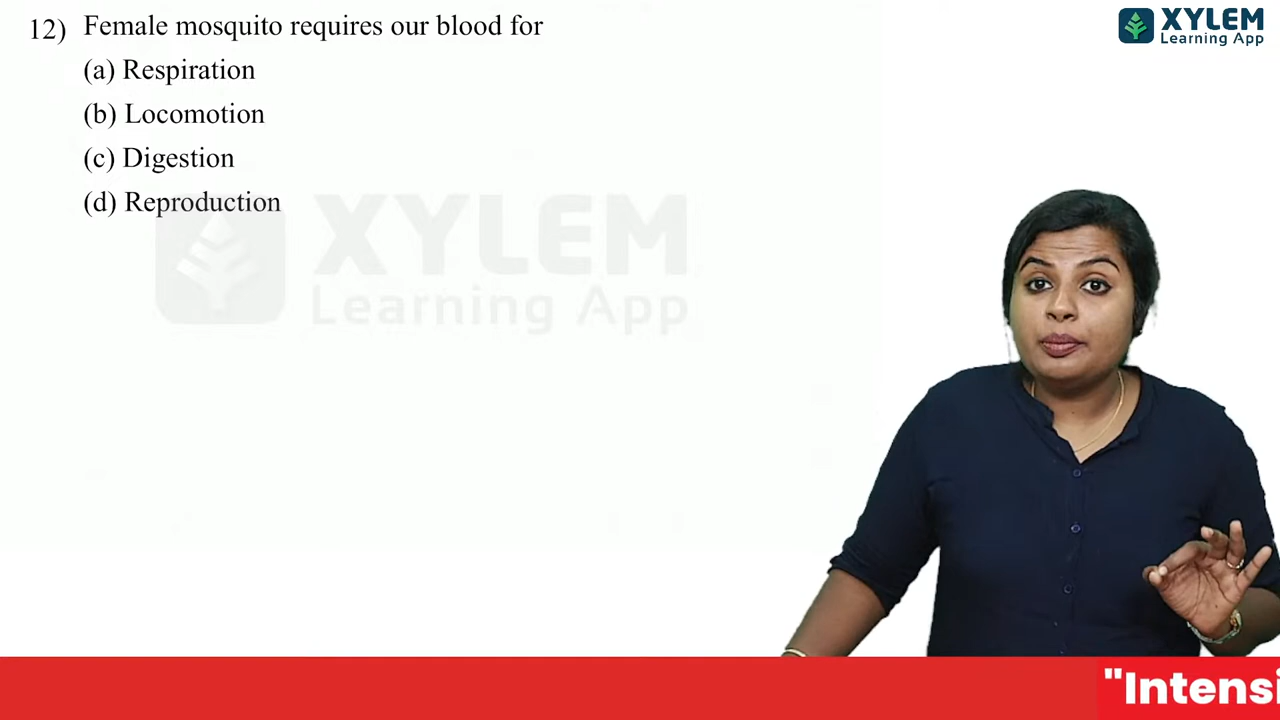 12) Female mosquito requires our blood for
(a) Respiration
(b) Locomotion
(c) Digestion
(d) Reproduction
XYLEM
Learning App
XYLEM
Learning App
"Intensi